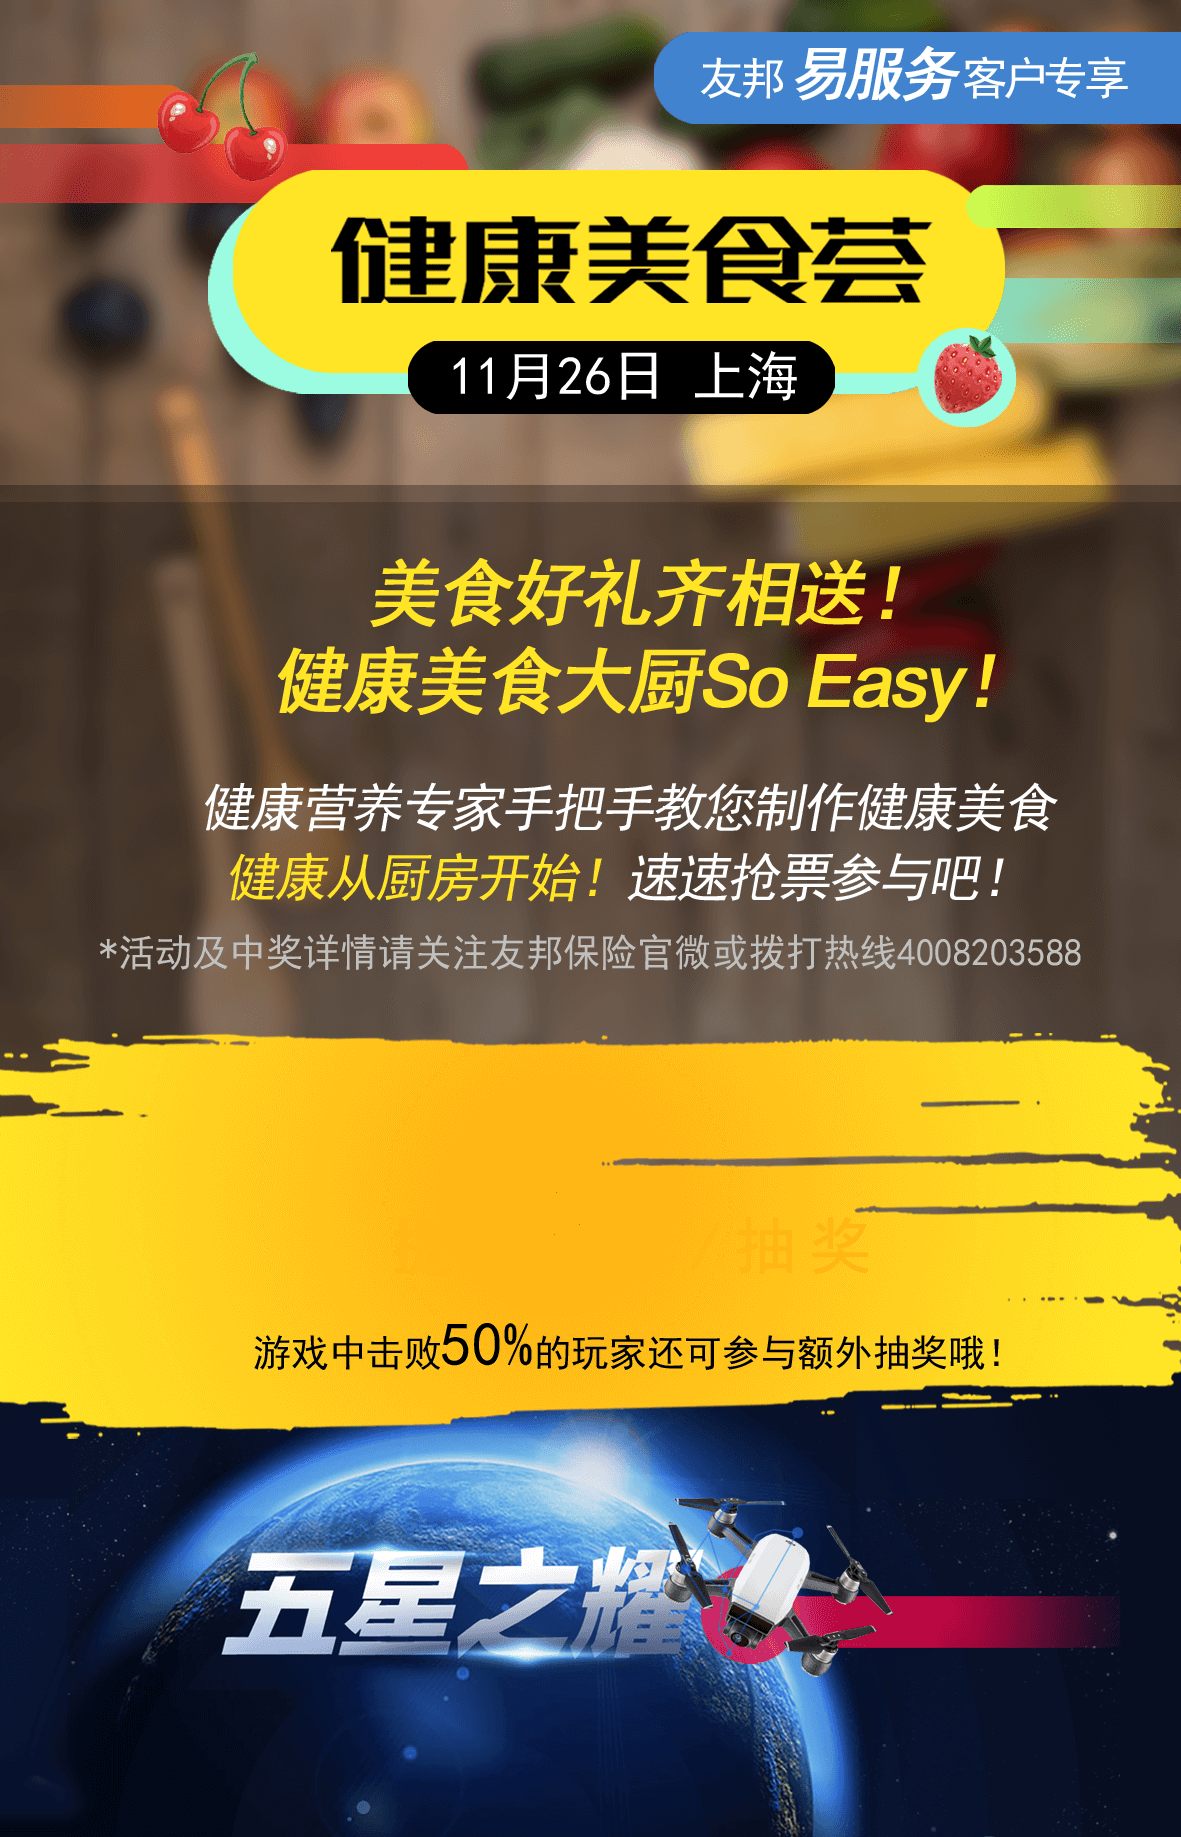 友邦 易服务 客户专享
健康美食荟
11月26日 上海
美食好礼齐相送！
健康美食大厨So Easy！
健康营养专家手把手教您制作健康美食
健康从厨房开始！速速抢票参与吧！
*活动及中奖详情请关注友邦保险官微或拨打热线4008203588
/抽奖
游戏中击败50%的玩家还可参与额外抽奖哦！
五星之耀